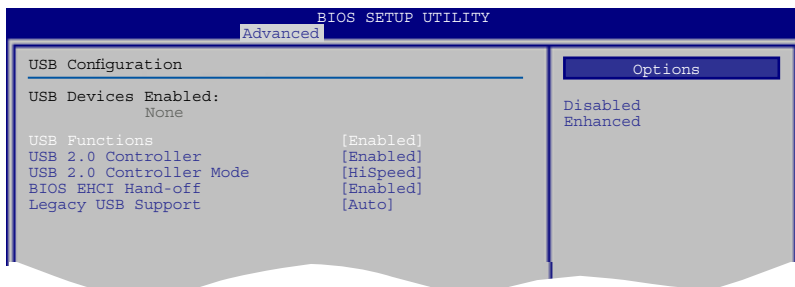 BIOS SETUP UTILITY
Advanced
USB Configuration
USB Devices Enabled:
None
USB Functions [Enabled]
USB 2.0 Controller [Enabled]
USB 2.0 Controller Mode [HiSpeed]
BIOS EHCI Hand-off [Enabled]
Legacy USB Support [Auto]
Options
Disabled
Enhanced